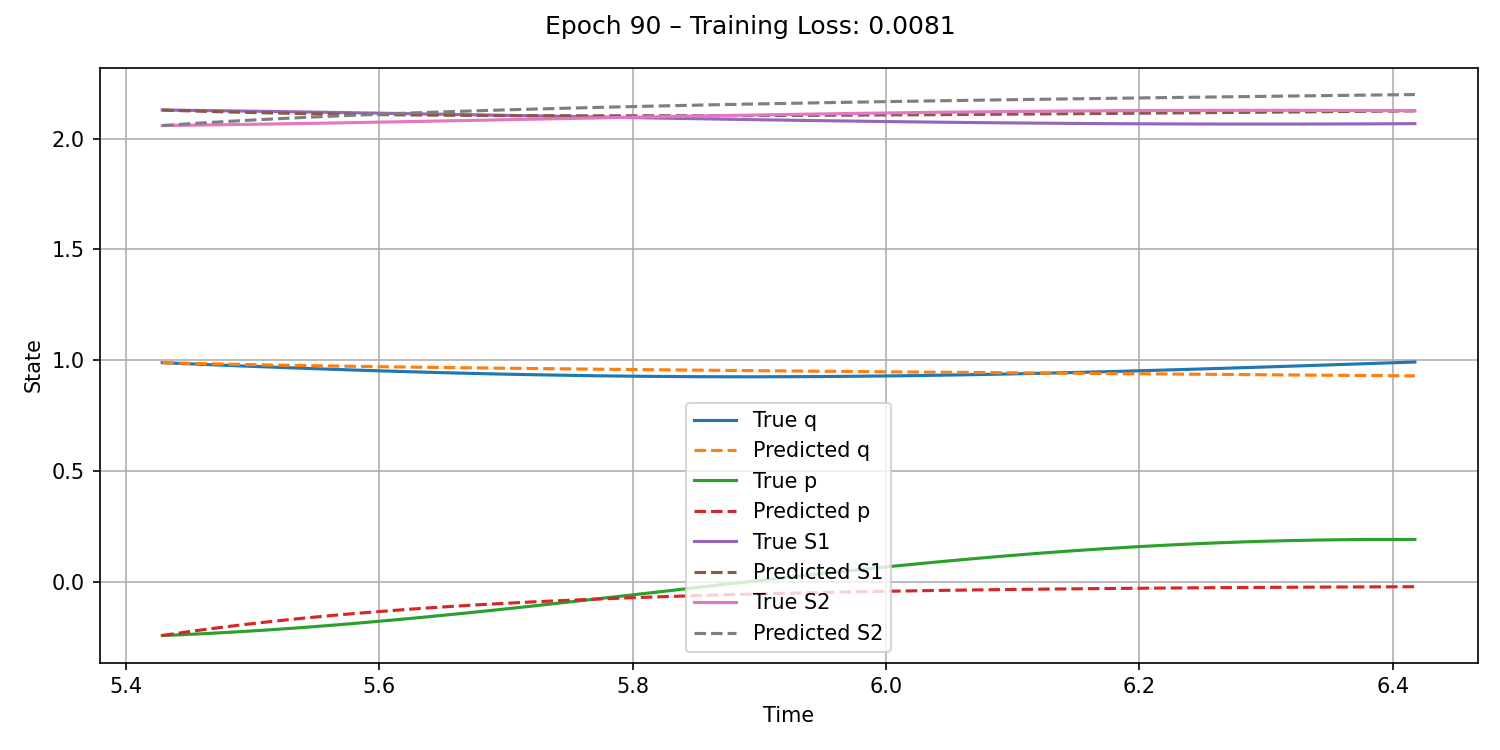 Epoch 90 – Training Loss: 0.0081
State
2.0
1.5
1.0
0.5
0.0
True q
Predicted q
True p
Predicted p
True S1
Predicted S1
True S2
Predicted S2
5.4 5.6 5.8 6.0 6.2 6.4
Time